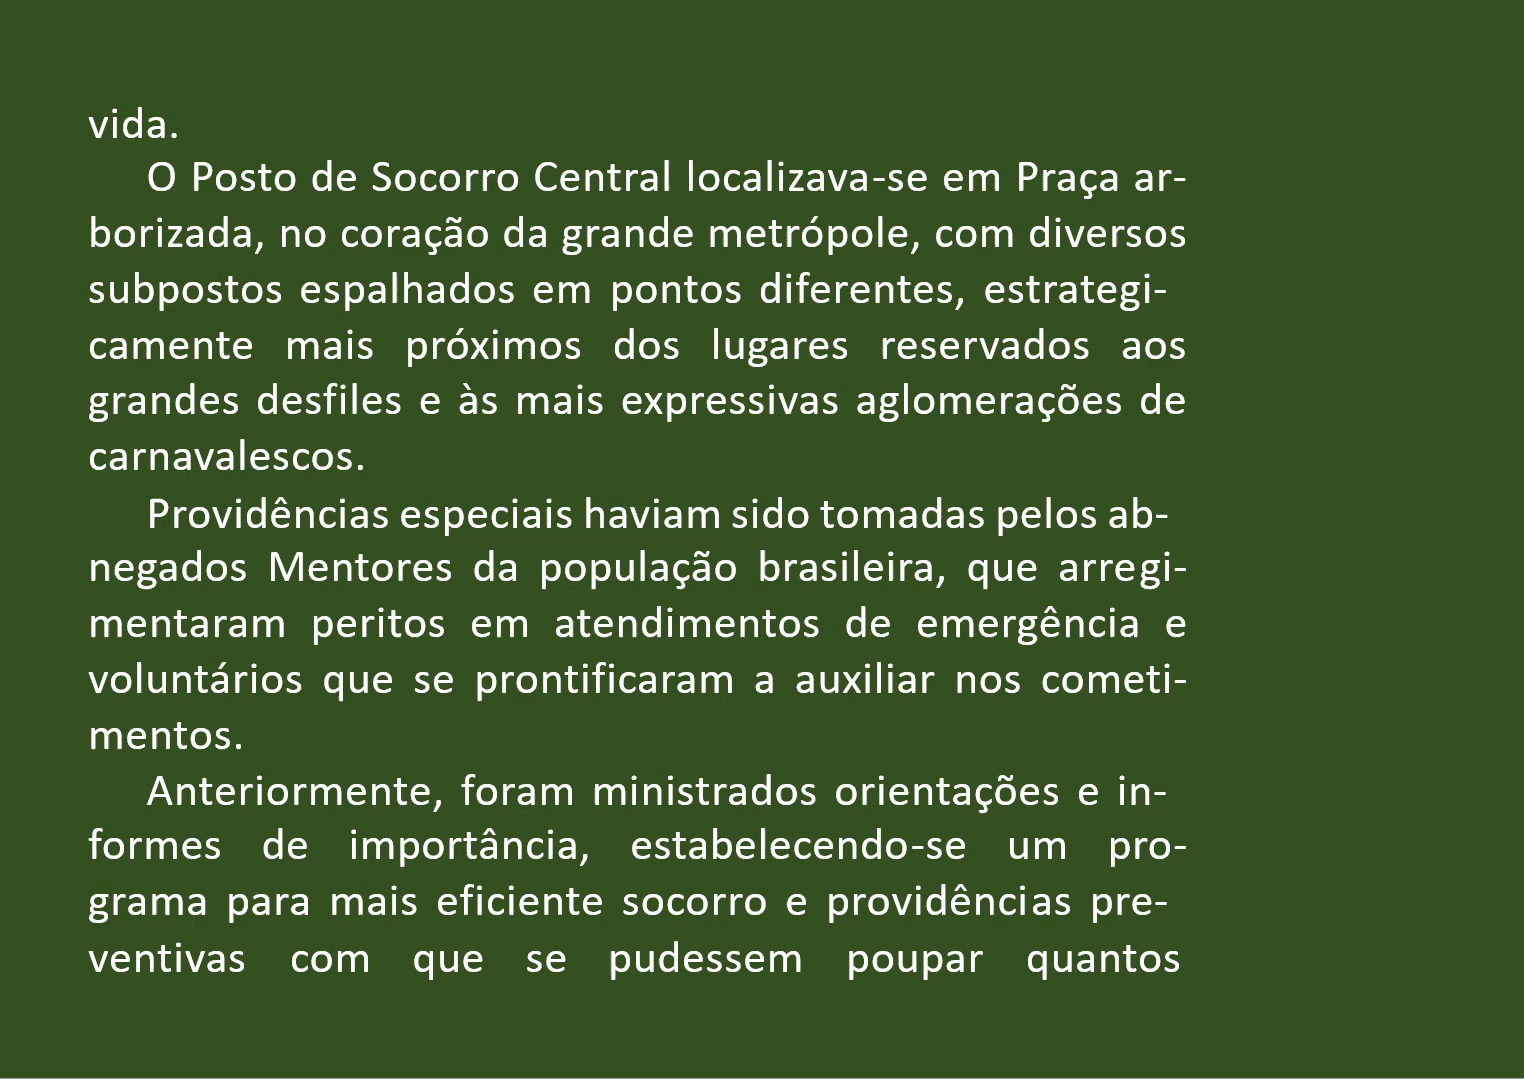 vida.
O Posto de Socorro Central localizava-se em Praça ar-
borizada, no coração da grande metrópole, com diversos
subpostos espalhados em pontos diferentes, estrategi-
camente mais próximos dos lugares reservados aos
grandes desfiles e às mais expressivas aglomerações de
carnavalescos.
Providências especiais haviam sido tomadas pelos ab-
negados Mentores da população brasileira, que arregi-
mentaram peritos em atendimentos de emergência e
voluntários que se prontificaram a auxiliar nos cometi-
mentos.
Anteriormente, foram ministrados orientações e in-
formes de importância, estabelecendo-se um pro-
grama para mais eficiente socorro e providências pre-
ventivas com que se pudessem poupar quantos